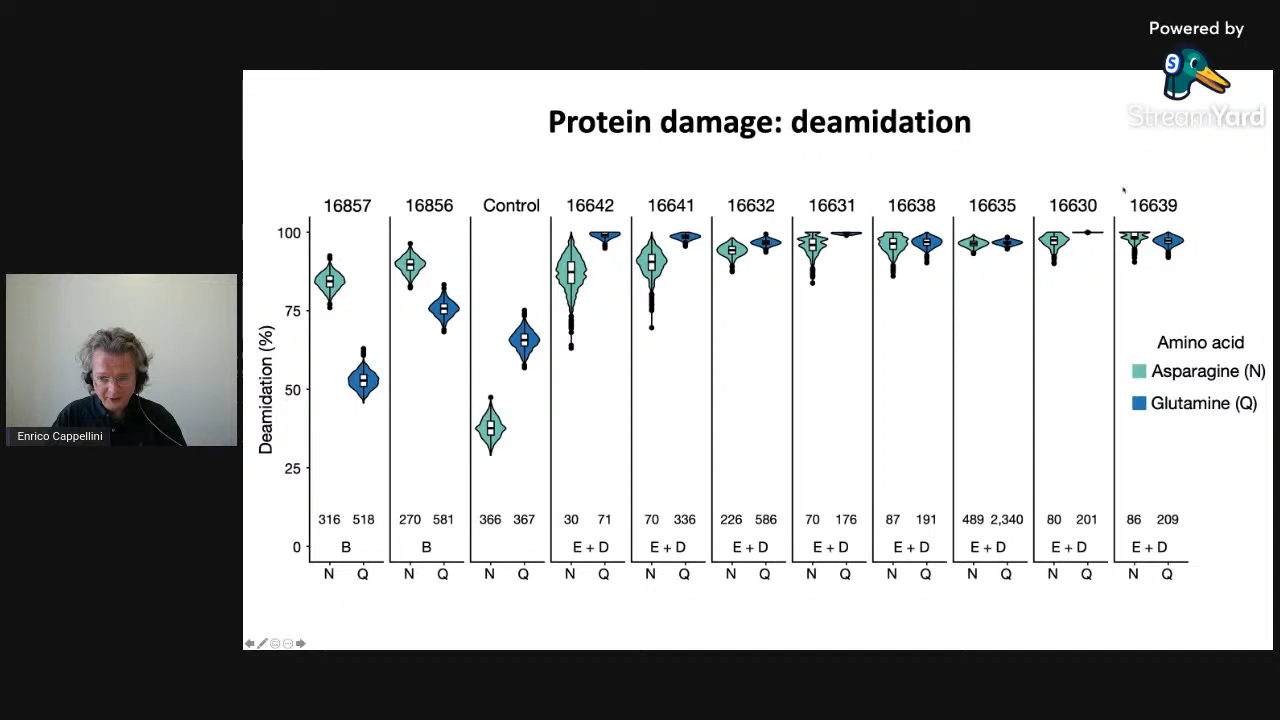 Powered by
S
StreamYard
Protein damage: deamidation
16857 16856 Control 16642 16641 16632 16631 16638 16635 16630 16639
100
75
50
25
0
Deamidation (%)
Amino acid
Asparagine (N)
Glutamine (Q)
316 518 270 581 366 367 30 71 70 336 226 586 70 176 87 191 489 2,340 80 201 86 209
B B E + D E + D E + D E + D E + D E + D E + D E + D
N Q N Q N Q N Q N Q N Q N Q N Q N Q N Q N Q
Enrico Cappellini